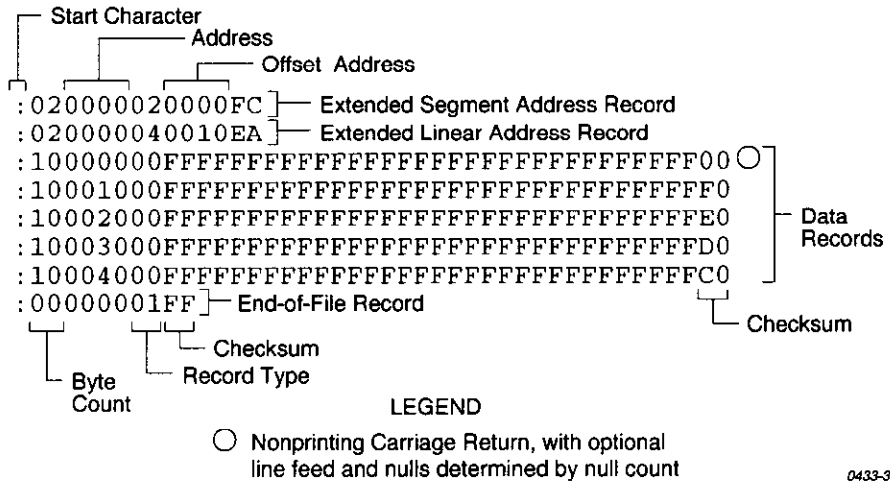 Start Character
Address
Offset Address
:020000020000FC Extended Segment Address Record
:020000040010EA Extended Linear Address Record
:10000000FFFFFFFFFFFFFFFFFFFFFFFFFFFFFFFF00
:10001000FFFFFFFFFFFFFFFFFFFFFFFFFFFFFFFFF0
:10002000FFFFFFFFFFFFFFFFFFFFFFFFFFFFFFFFE0
:10003000FFFFFFFFFFFFFFFFFFFFFFFFFFFFFFFFD0
:10004000FFFFFFFFFFFFFFFFFFFFFFFFFFFFFFFFC0
Data
Records
:00000001FF End-of-File Record
Checksum
Checksum
Record Type
Byte
Count
LEGEND
Nonprinting Carriage Return, with optional
line feed and nulls determined by null count
0433-3